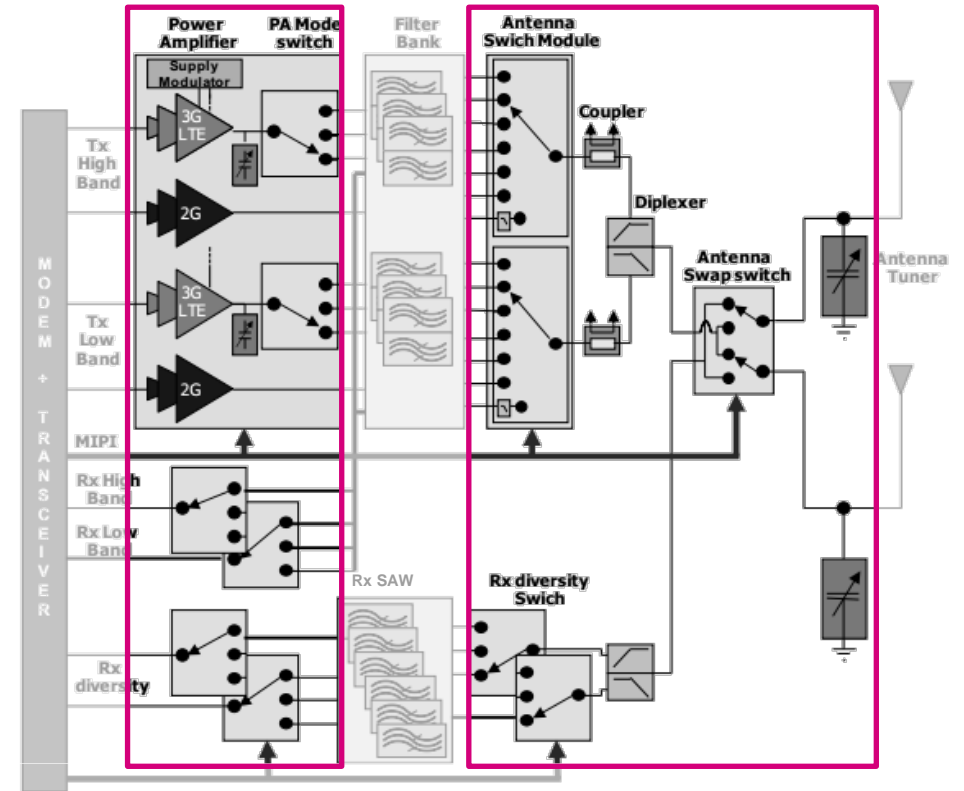 Power
Amplifier
PA Mode
switch
Filter
Bank
Antenna
Swich Module
Supply
Modulator
3G
LTE
Coupler
Tx
High
Band
2G
Diplexer
Antenna
Swap switch
Antenna
Tuner
3G
LTE
Tx
Low
Band
2G
MODEM + TRANSCEIVER
MIPI
Rx High
Band
Rx Low
Band
Rx SAW
Rx diversity
Swich
Rx
diversity